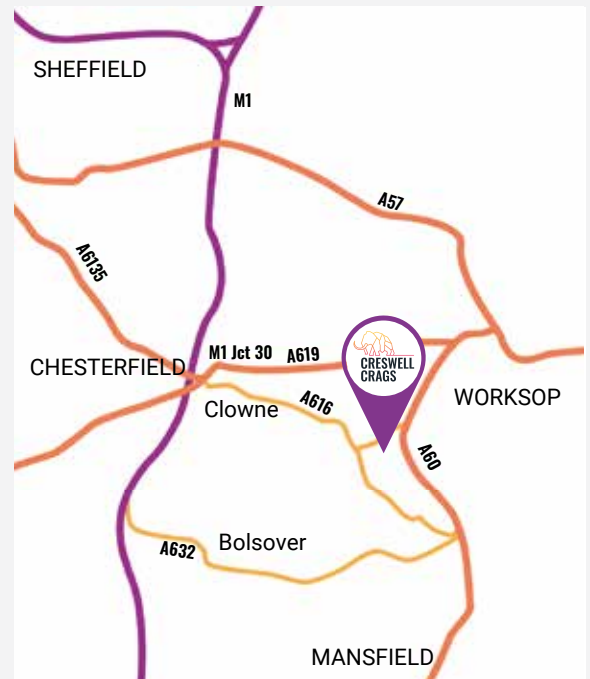 SHEFFIELD
M1
A57
A6135
M1 Jct 30
A619
CRESWELL
CRAGS
CHESTERFIELD
Clowne
A616
WORKSOP
A60
Bolsover
A632
MANSFIELD